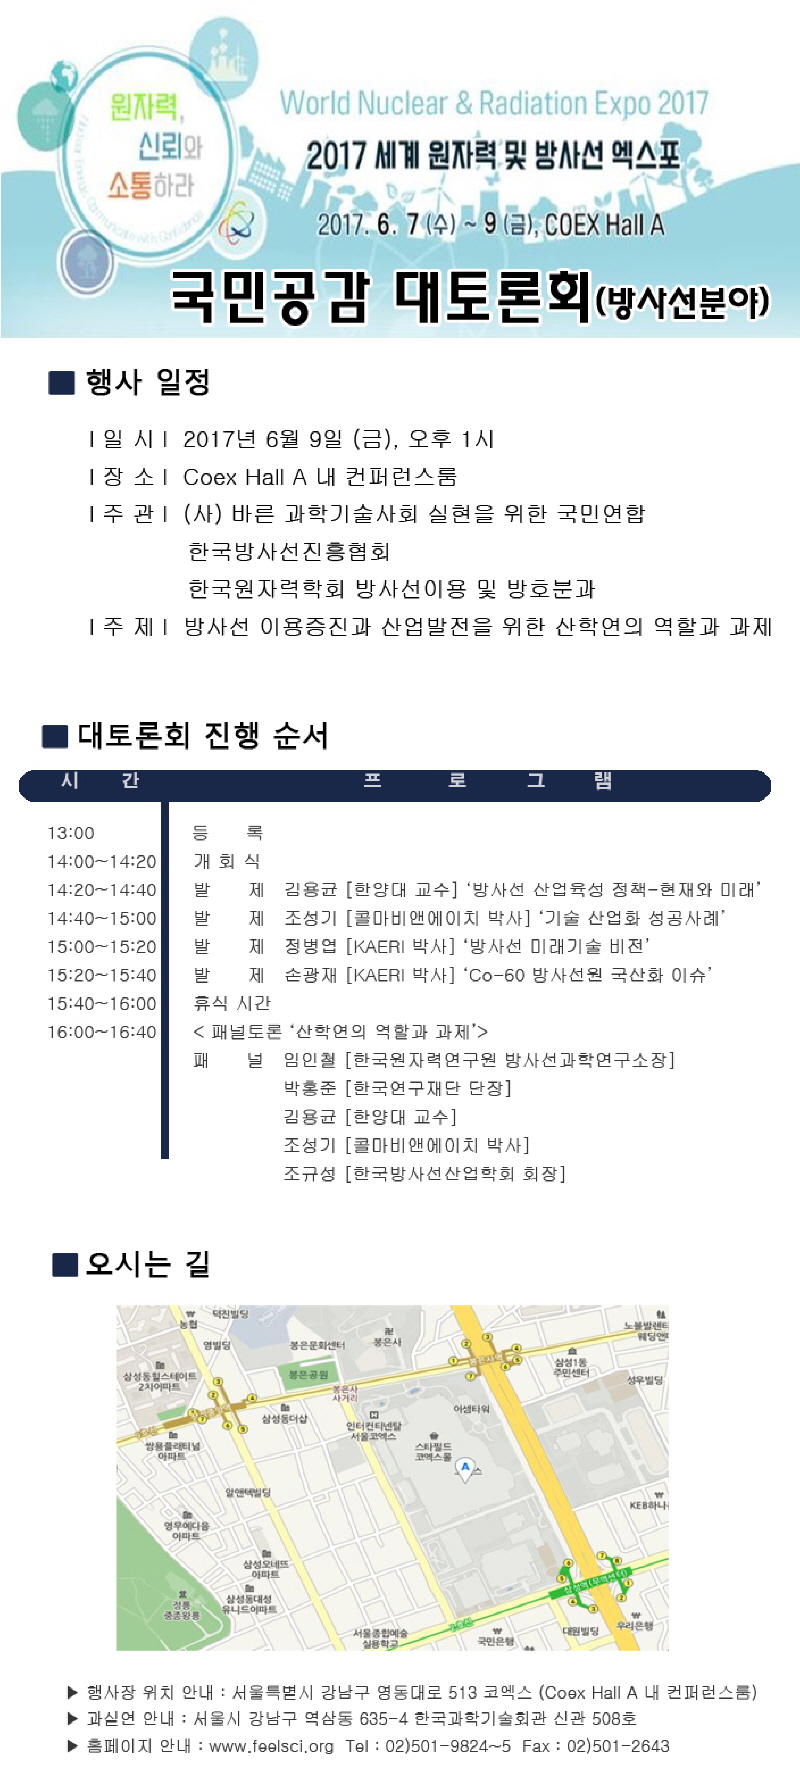 원자력,
신뢰와
소통하라
World Nuclear & Radiation Expo 2017
2017 세계 원자력 및 방사선 엑스포
2017. 6. 7 (수) ~ 9 (금), COEX Hall A
국민공감 대토론회(방사선분야)
■ 행사 일정
I 일 시 I 2017년 6월 9일 (금), 오후 1시
I 장 소 I Coex Hall A 내 컨퍼런스룸
I 주 관 I (사) 바른 과학기술사회 실현을 위한 국민연합
한국방사선진흥협회
한국원자력학회 방사선이용 및 방호분과
I 주 제 I 방사선 이용증진과 산업발전을 위한 산학연의 역할과 과제
■ 대토론회 진행 순서
시 간 프 로 그 램
13:00 등 록
14:00~14:20 개 회 식
14:20~14:40 발 제 김용균 [한양대 교수] ‘방사선 산업육성 정책-현재와 미래’
14:40~15:00 발 제 조성기 [콜마비앤에이치 박사] ‘기술 산업화 성공사례’
15:00~15:20 발 제 정병엽 [KAERI 박사] ‘방사선 미래기술 비전’
15:20~15:40 발 제 손광재 [KAERI 박사] ‘Co-60 방사선원 국산화 이슈’
15:40~16:00 휴식 시간
16:00~16:40 < 패널토론 ‘산학연의 역할과 과제’>
패 널 임인철 [한국원자력연구원 방사선과학연구소장]
박홍준 [한국연구재단 단장]
김용균 [한양대 교수]
조성기 [콜마비앤에이치 박사]
조규성 [한국방사선산업학회 회장]
■ 오시는 길
농협
덕진빌딩
영빌딩
봉은문화센터
봉은사
노블발렌티
웨딩앤
삼성동힐스테이트
2차아파트
봉은공원
봉은사
사거리
봉은사역
삼성1동
주민센터
성우빌딩
삼성동더샵
인터컨티넨탈
서울코엑스
어셈타워
쌍용플래티넘
아파트
스타필드
코엑스몰
A
알앤텍빌딩
KEB하나
영무예다음
아파트
삼성오네뜨
아파트
정릉
중종왕릉
삼성동대성
유니드아파트
삼성역(무역센터)
서울종합예술
실용학교
국민은행
대원빌딩
우리은행
▶ 행사장 위치 안내 : 서울특별시 강남구 영동대로 513 코엑스 (Coex Hall A 내 컨퍼런스룸)
▶ 과실연 안내 : 서울시 강남구 역삼동 635-4 한국과학기술회관 신관 508호
▶ 홈페이지 안내 : www.feelsci.org Tel : 02)501-9824~5 Fax : 02)501-2643